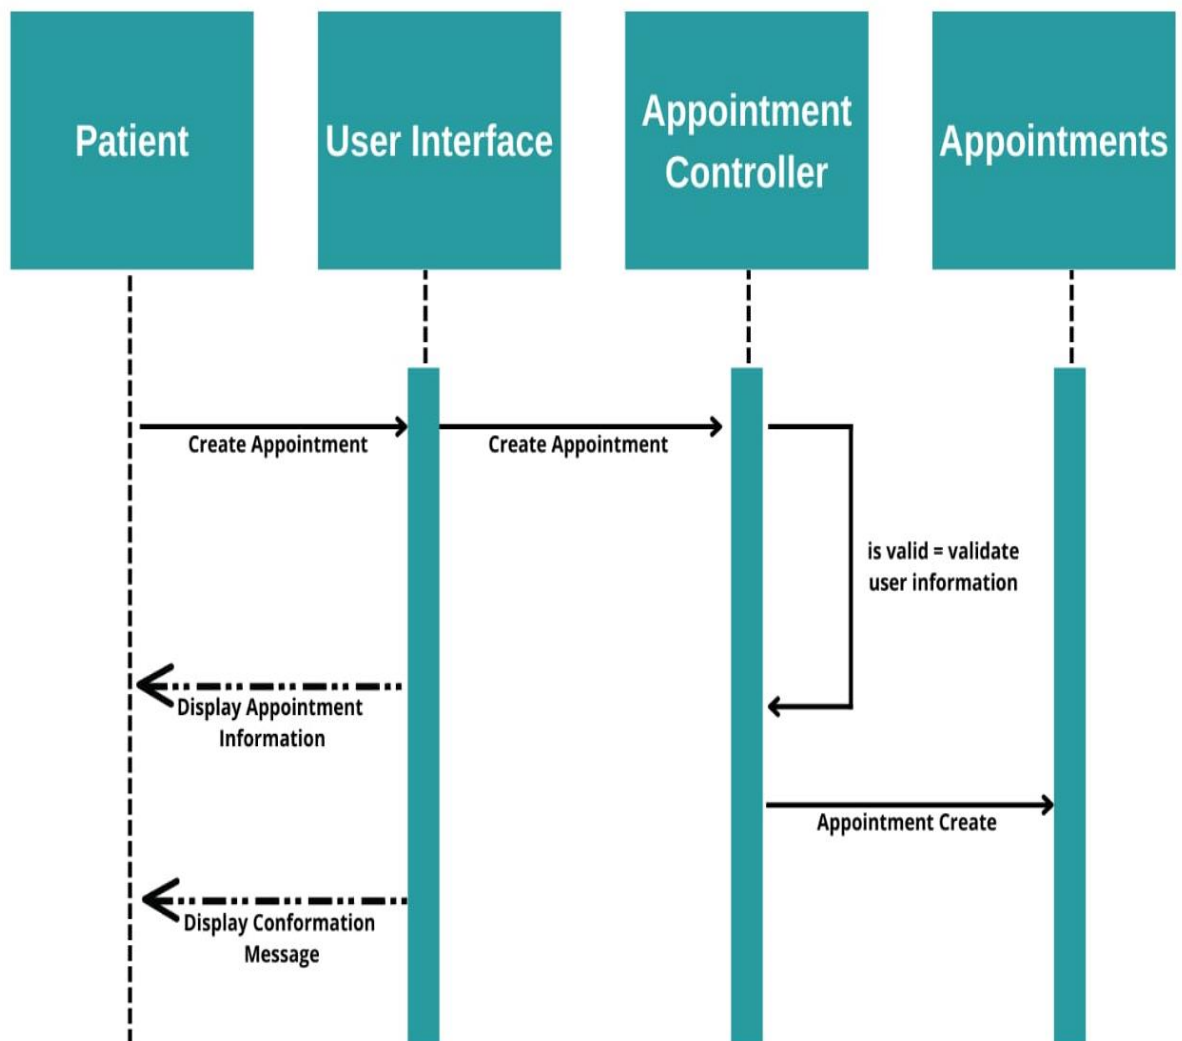 Patient
User Interface
Appointment
Controller
Appointments
Create Appointment
Create Appointment
is valid = validate
user information
Display Appointment
Information
Appointment Create
Display Conformation
Message